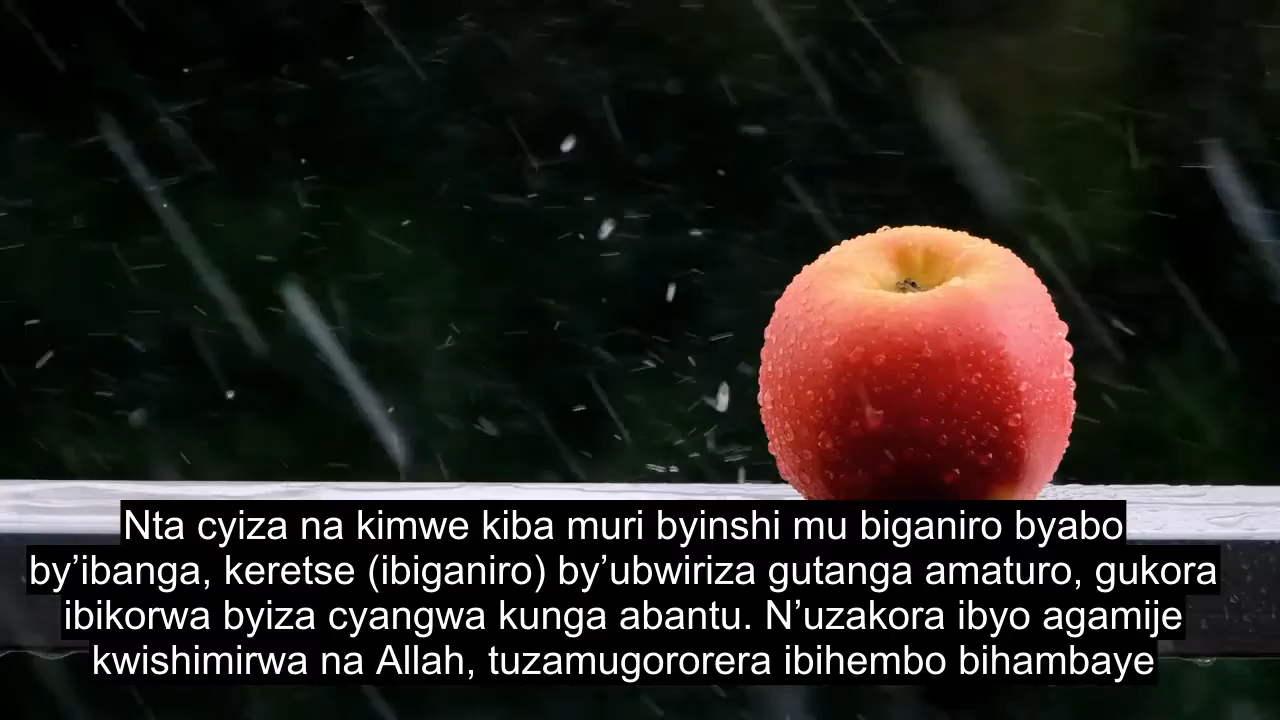 Nta cyiza na kimwe kiba muri byinshi mu biganiro byabo
by’ibanga, keretse (ibiganiro) by’ubwiriza gutanga amaturo, gukora
ibikorwa byiza cyangwa kunga abantu. N’uzakora ibyo agamije
kwishimirwa na Allah, tuzamugororera ibihembo bihambaye